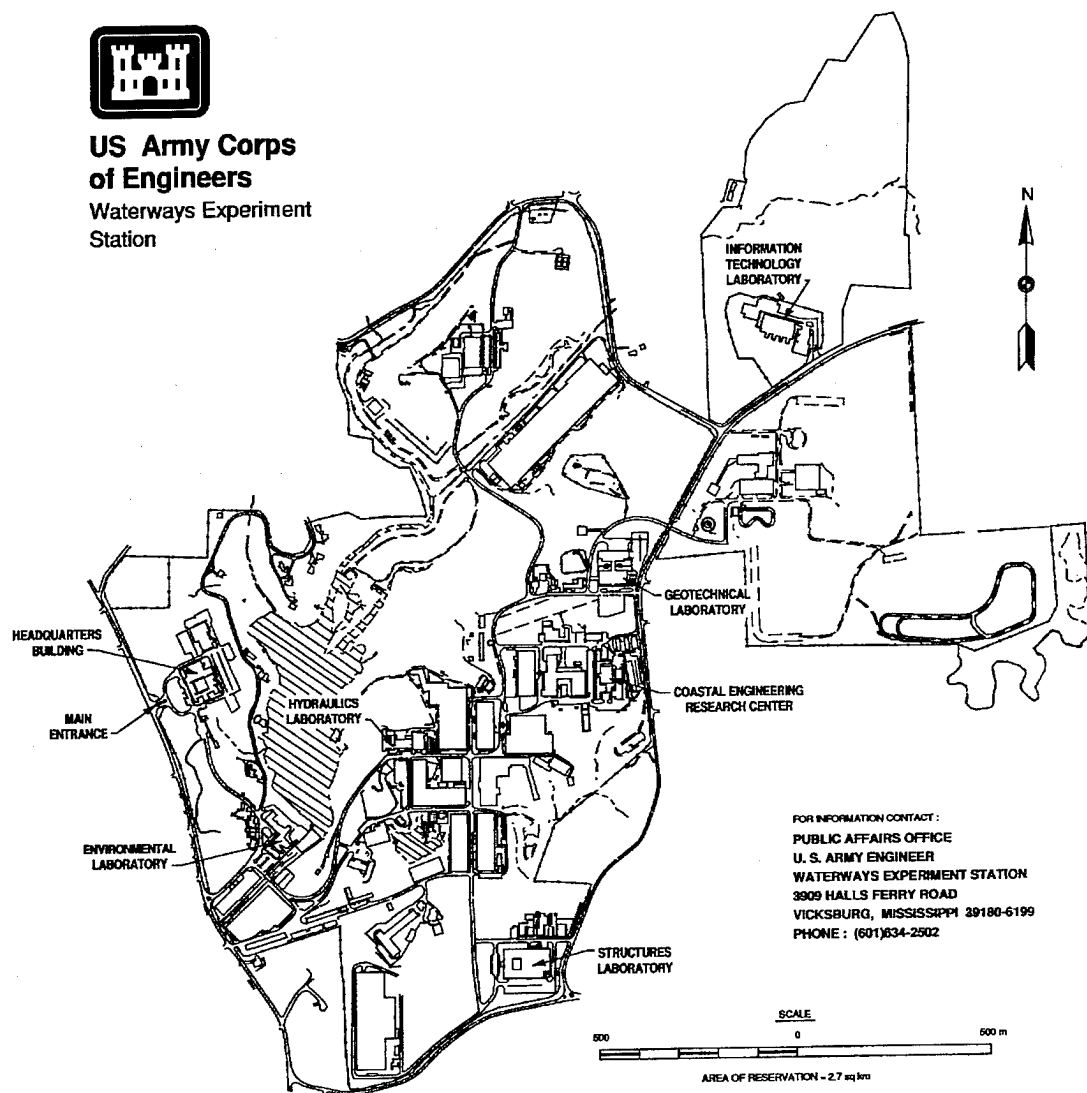 US Army Corps
of Engineers
Waterways Experiment
Station
N
INFORMATION
TECHNOLOGY
LABORATORY
GEOTECHNICAL
LABORATORY
HEADQUARTERS
BUILDING
MAIN
ENTRANCE
HYDRAULICS
LABORATORY
COASTAL ENGINEERING
RESEARCH CENTER
ENVIRONMENTAL
LABORATORY
STRUCTURES
LABORATORY
FOR INFORMATION CONTACT :
PUBLIC AFFAIRS OFFICE
U. S. ARMY ENGINEER
WATERWAYS EXPERIMENT STATION
3909 HALLS FERRY ROAD
VICKSBURG, MISSISSIPPI 39180-6199
PHONE : (601)634-2502
SCALE
500 0 500 m
AREA OF RESERVATION - 2.7 sq km